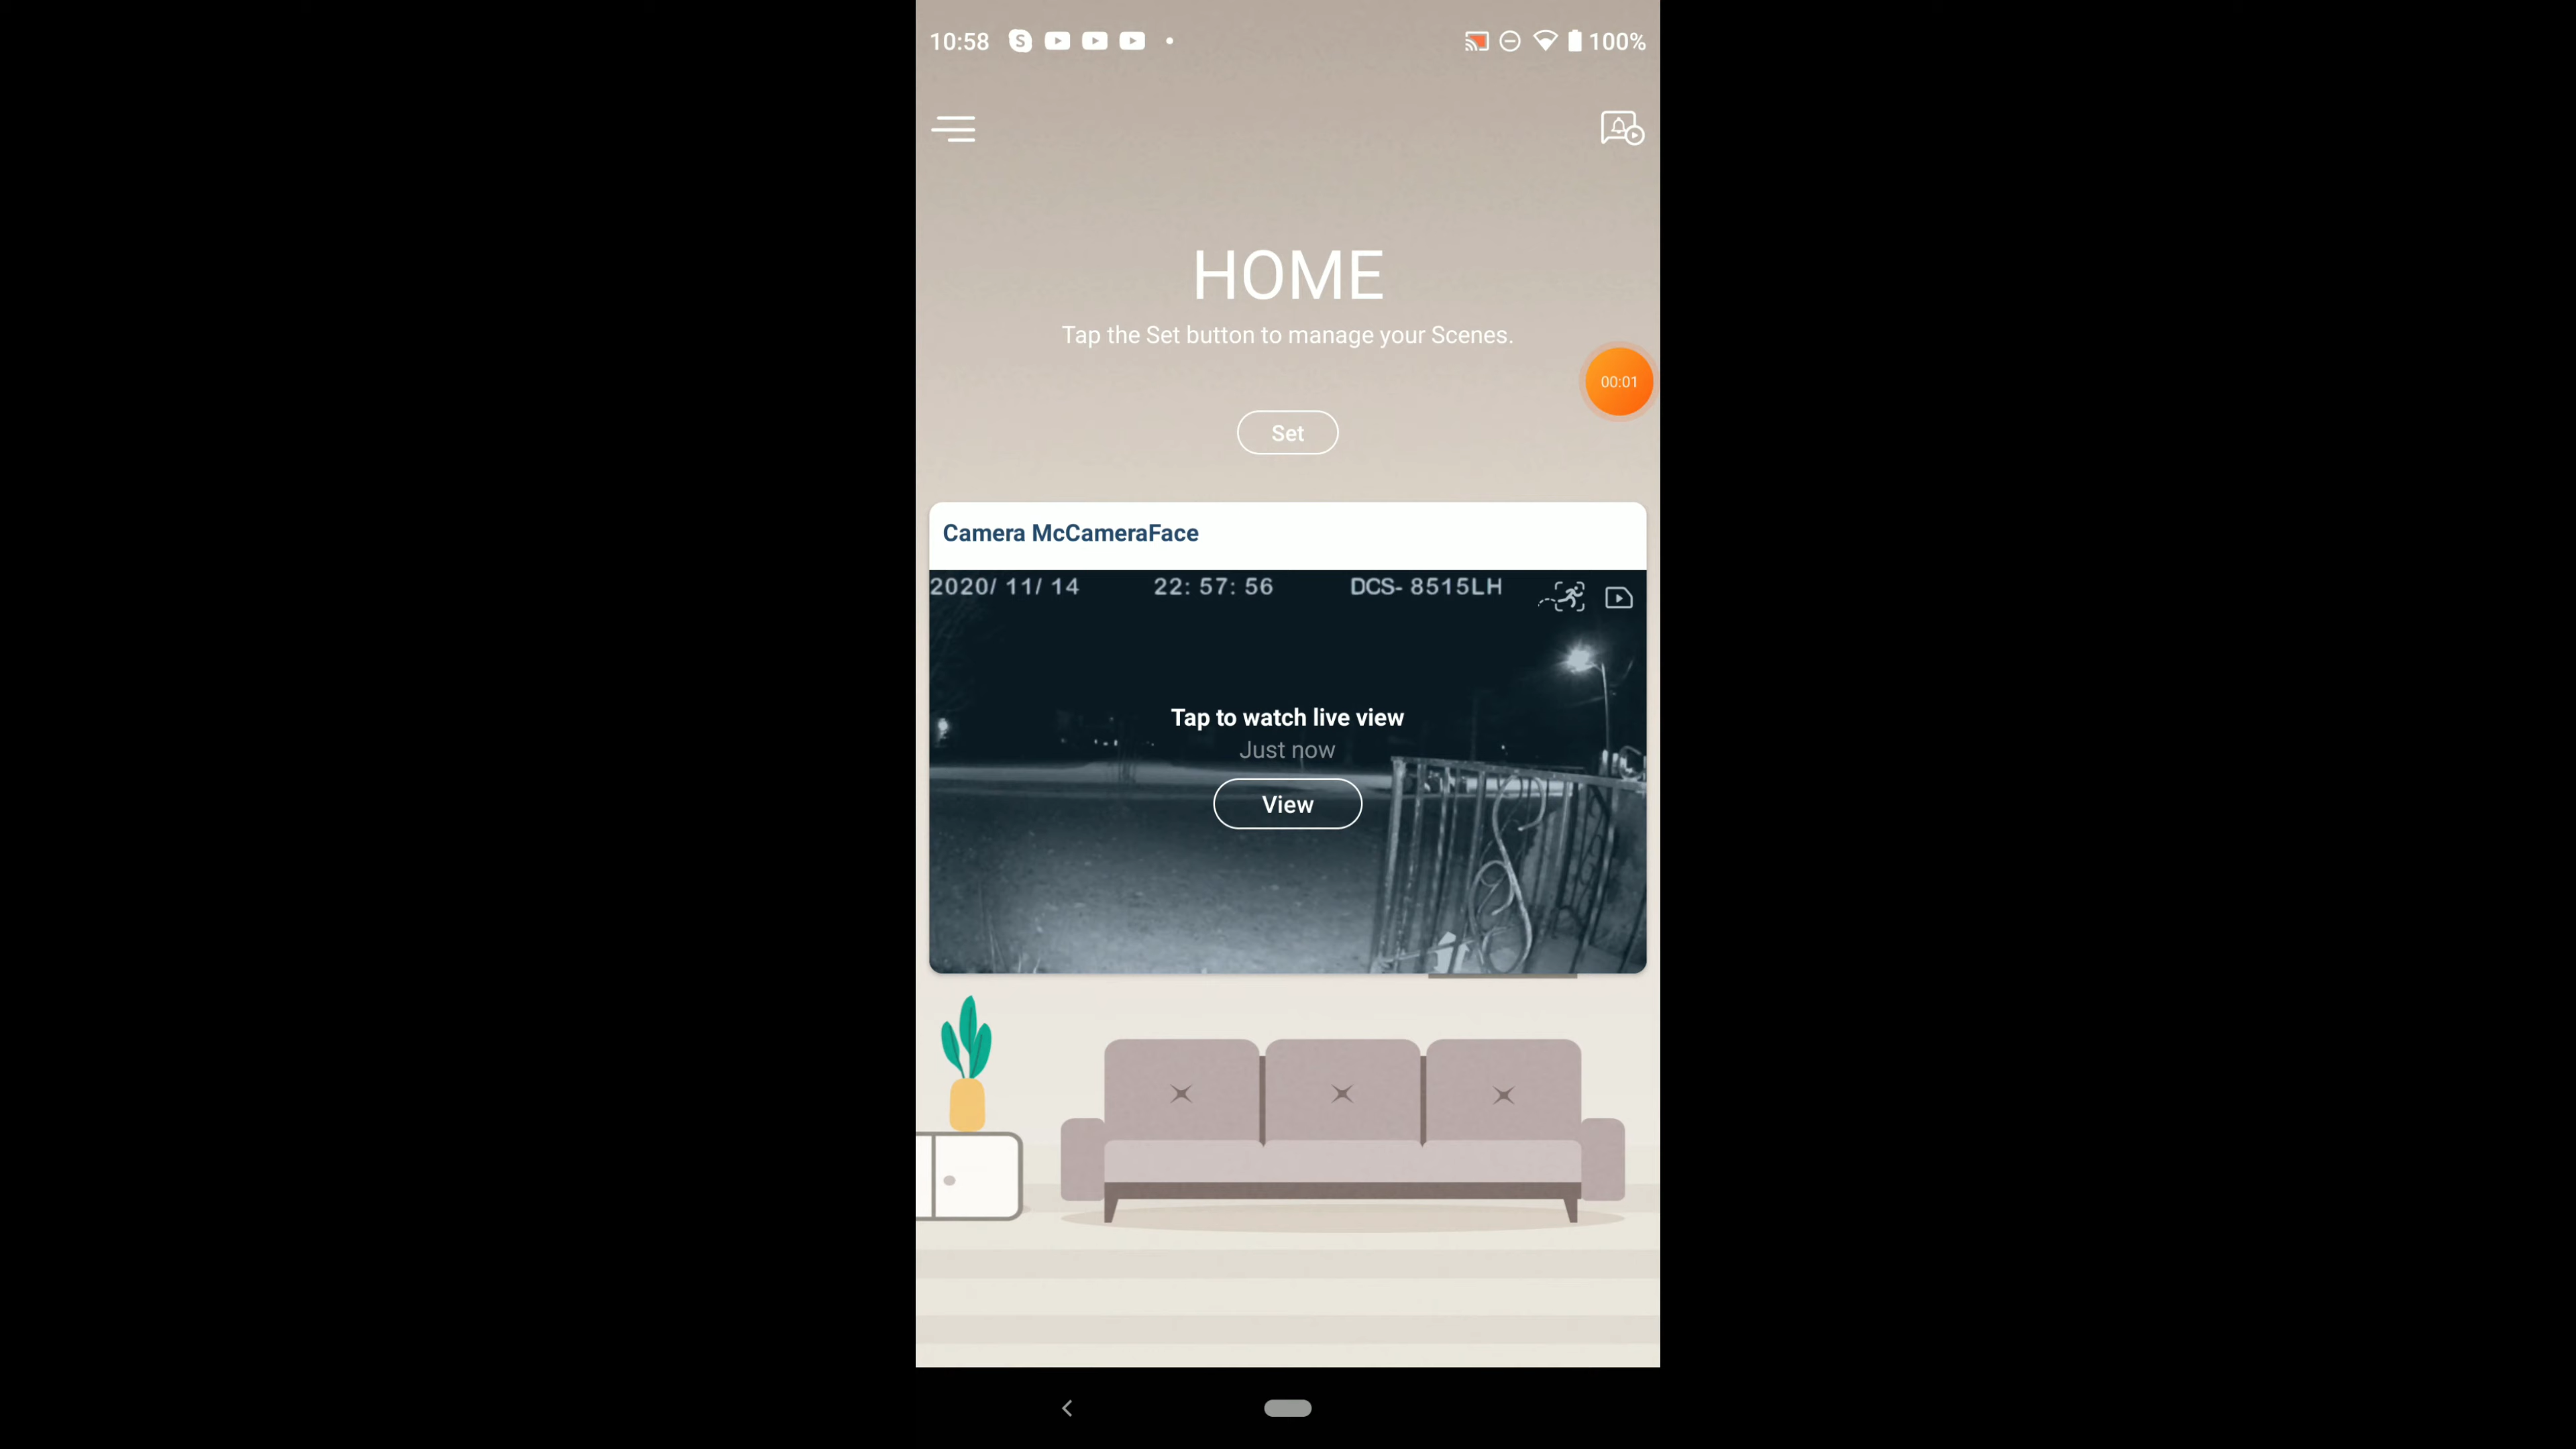 10:58 S 100%
HOME
Tap the Set button to manage your Scenes.
00:01
Set
Camera McCameraFace
2020/ 11/ 14 22: 57: 56 DCS- 8515LH
Tap to watch live view
Just now
View